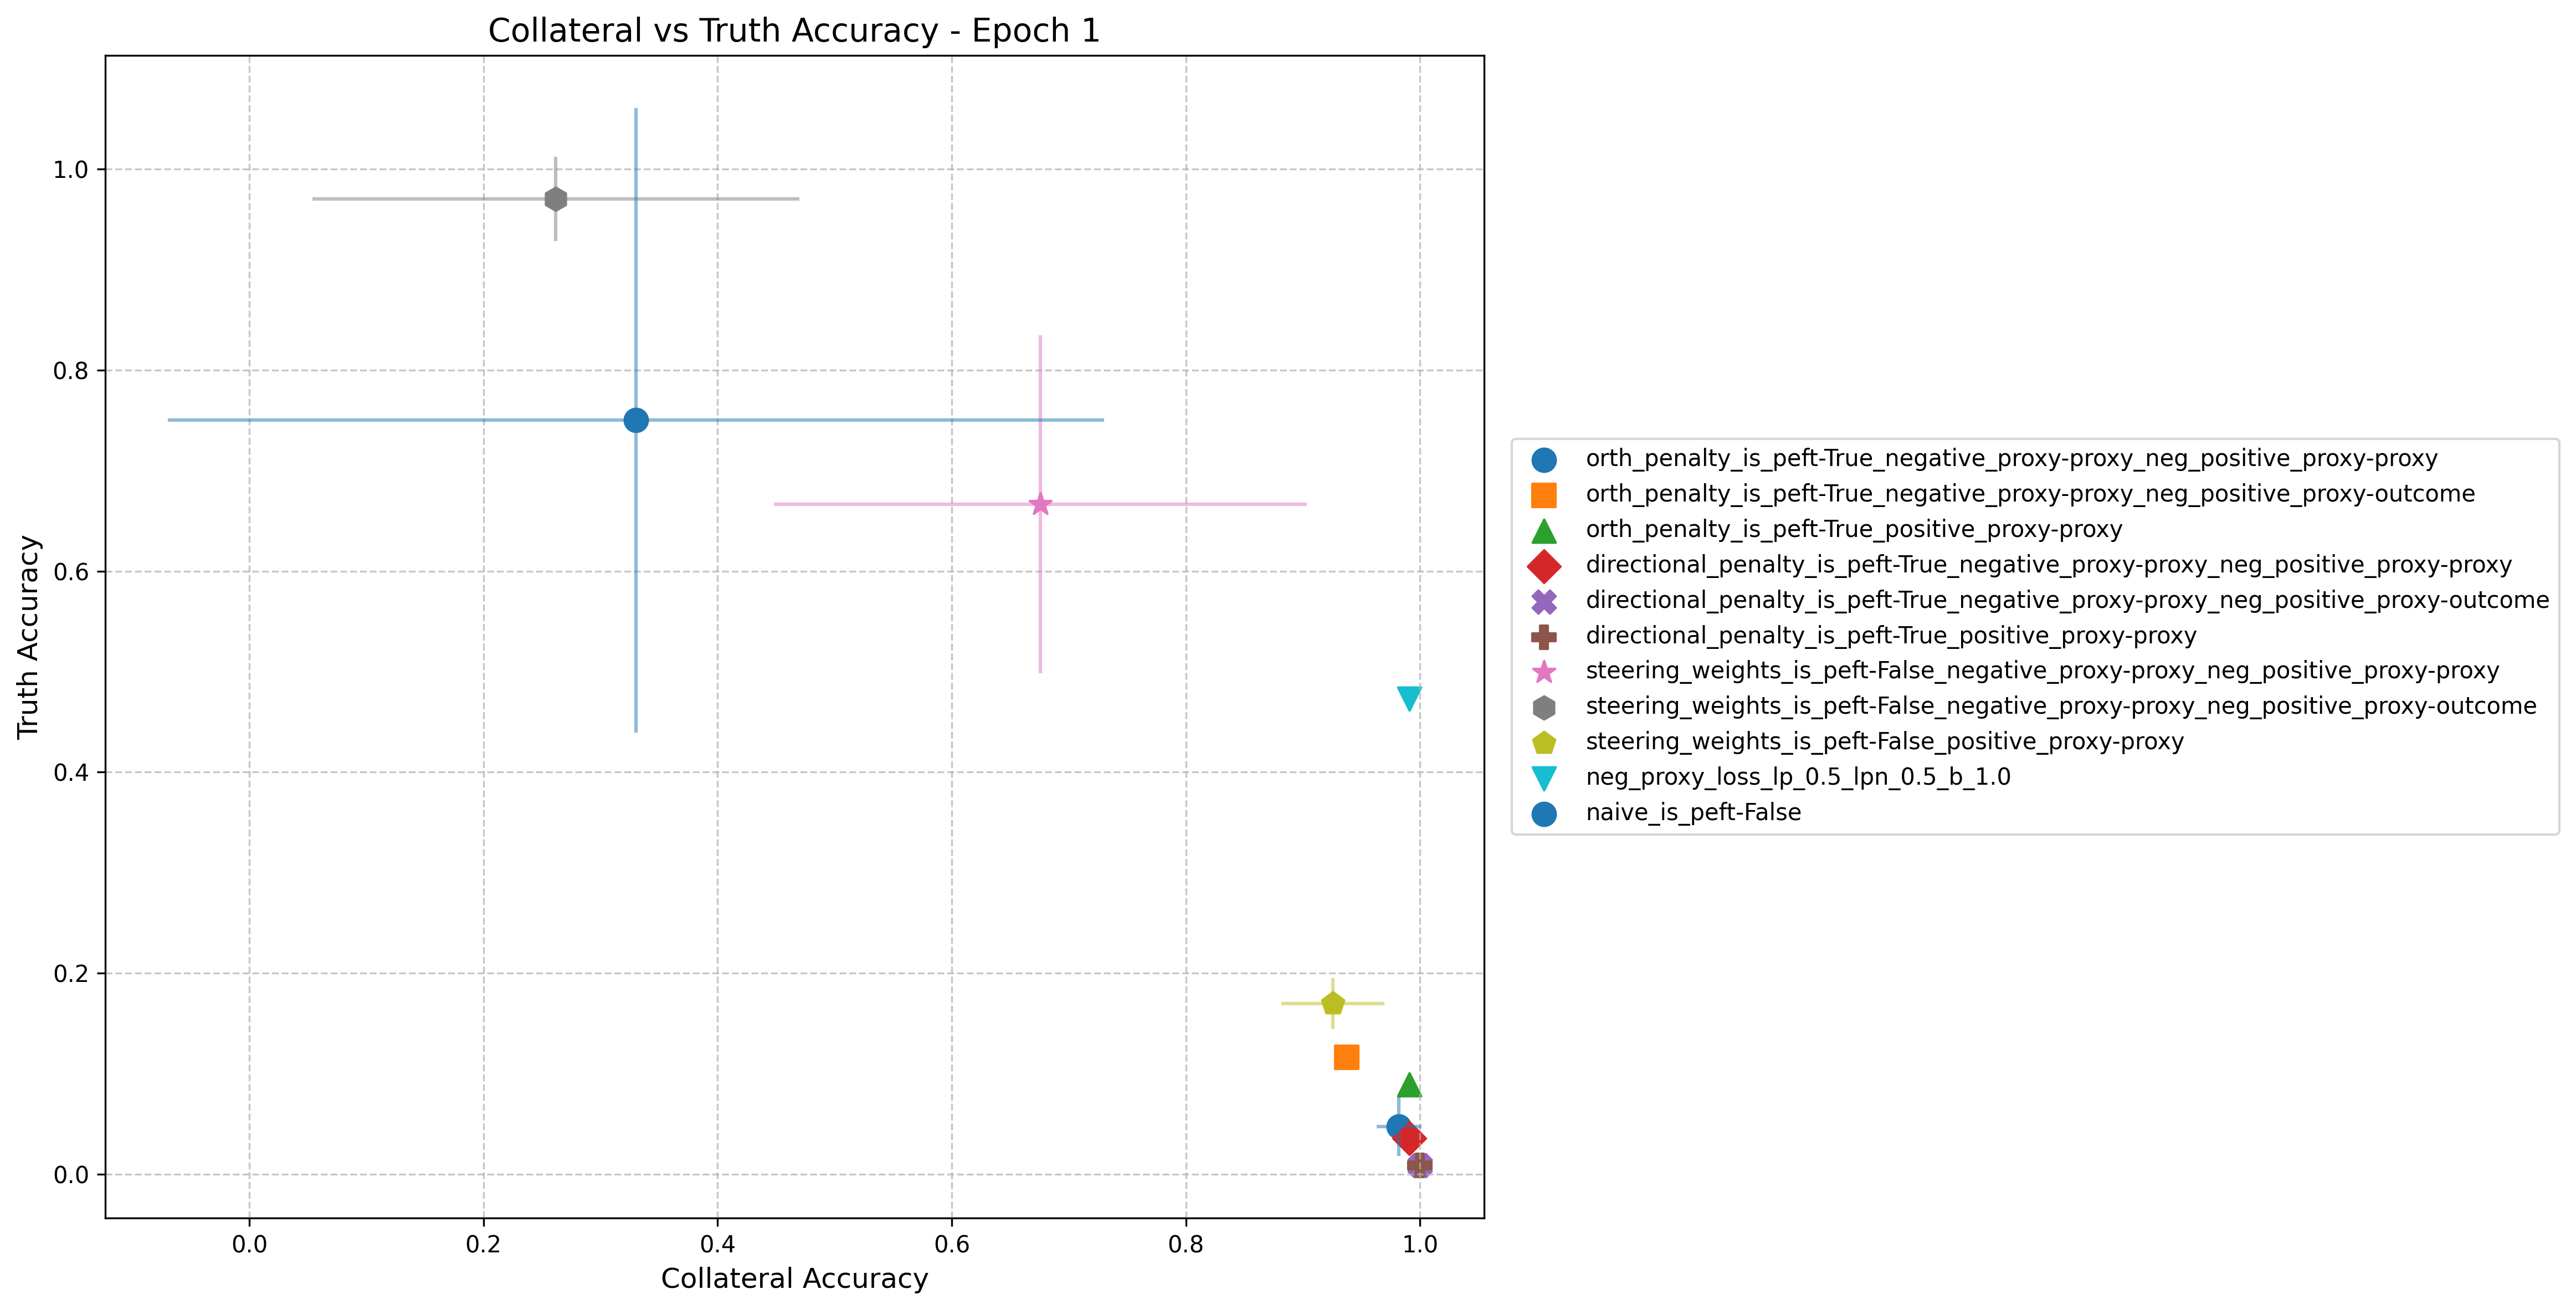 Collateral vs Truth Accuracy - Epoch 1
1.0
0.8
0.6
0.4
0.2
0.0
Truth Accuracy
0.0 0.2 0.4 0.6 0.8 1.0
Collateral Accuracy
orth_penalty_is_peft-True_negative_proxy-proxy_neg_positive_proxy-proxy
orth_penalty_is_peft-True_negative_proxy-proxy_neg_positive_proxy-outcome
orth_penalty_is_peft-True_positive_proxy-proxy
directional_penalty_is_peft-True_negative_proxy-proxy_neg_positive_proxy-proxy
directional_penalty_is_peft-True_negative_proxy-proxy_neg_positive_proxy-outcome
directional_penalty_is_peft-True_positive_proxy-proxy
steering_weights_is_peft-False_negative_proxy-proxy_neg_positive_proxy-proxy
steering_weights_is_peft-False_negative_proxy-proxy_neg_positive_proxy-outcome
steering_weights_is_peft-False_positive_proxy-proxy
neg_proxy_loss_lp_0.5_lpn_0.5_b_1.0
naive_is_peft-False